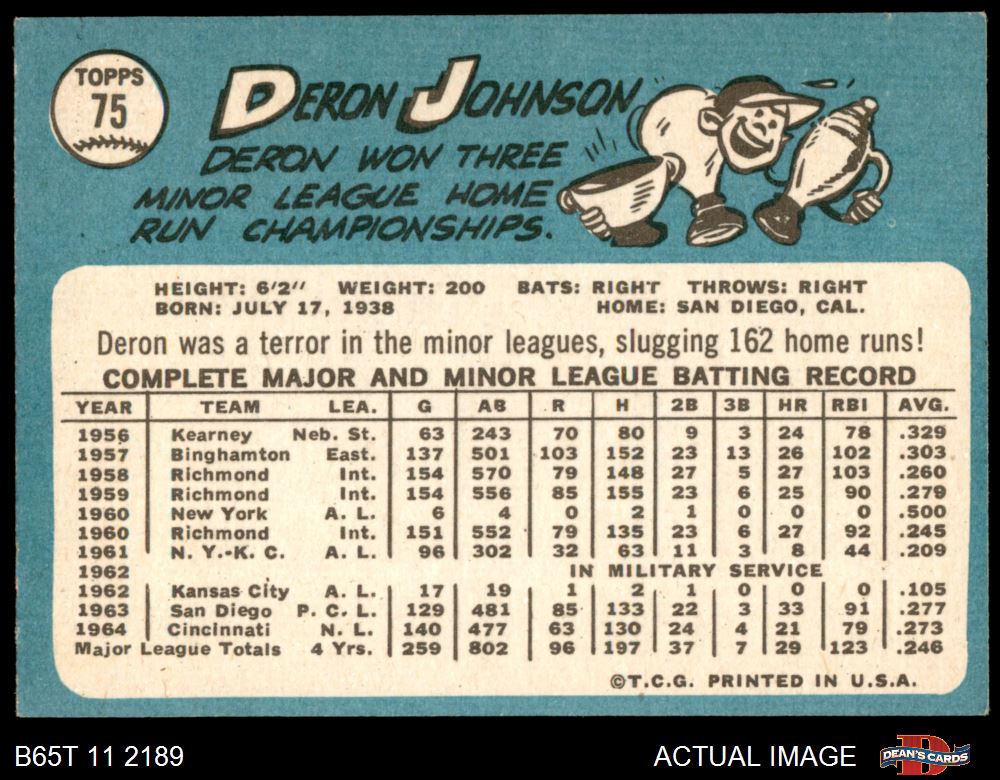 TOPPS
75
DERON JOHNSON
DERON WON THREE
MINOR LEAGUE HOME
RUN CHAMPIONSHIPS.
HEIGHT: 6'2" WEIGHT: 200 BATS: RIGHT THROWS: RIGHT
BORN: JULY 17, 1938 HOME: SAN DIEGO, CAL.
Deron was a terror in the minor leagues, slugging 162 home runs!
COMPLETE MAJOR AND MINOR LEAGUE BATTING RECORD
YEAR TEAM LEA. G AB R H 2B 3B HR RBI AVG.
1956 Kearney Neb. St. 63 243 70 80 9 3 24 78 .329
1957 Binghamton East. 137 501 103 152 23 13 26 102 .303
1958 Richmond Int. 154 570 79 148 27 5 27 103 .260
1959 Richmond Int. 154 556 85 155 23 6 25 90 .279
1960 New York A. L. 6 4 0 2 1 0 0 0 .500
1960 Richmond Int. 151 552 79 135 23 6 27 92 .245
1961 N. Y.-K. C. A. L. 96 302 32 63 11 3 8 44 .209
1962 IN MILITARY SERVICE
1962 Kansas City A. L. 17 19 1 2 1 0 0 0 .105
1963 San Diego P. C. L. 129 481 85 133 22 3 33 91 .277
1964 Cincinnati N. L. 140 477 63 130 24 4 21 79 .273
Major League Totals 4 Yrs. 259 802 96 197 37 7 29 123 .246
©T.C.G. PRINTED IN U.S.A.
B65T 11 2189 ACTUAL IMAGE DEAN'S CARDS